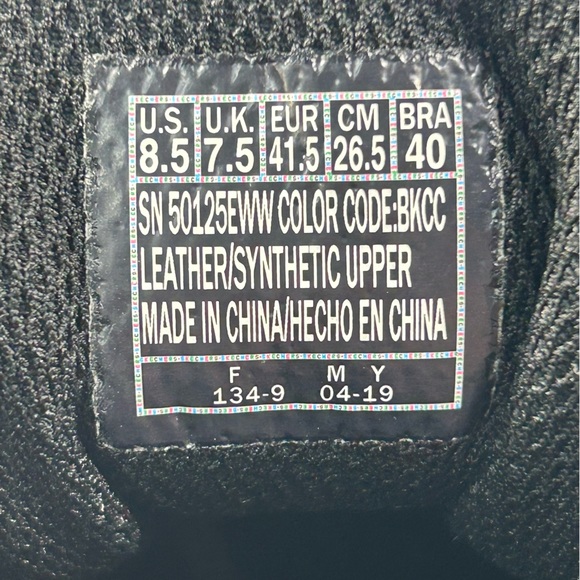 U.S. U.K. EUR CM BRA
8.5 7.5 41.5 26.5 40
SN 50125EWW COLOR CODE:BKCC
LEATHER/SYNTHETIC UPPER
MADE IN CHINA/HECHO EN CHINA
F M Y
134-9 04-19